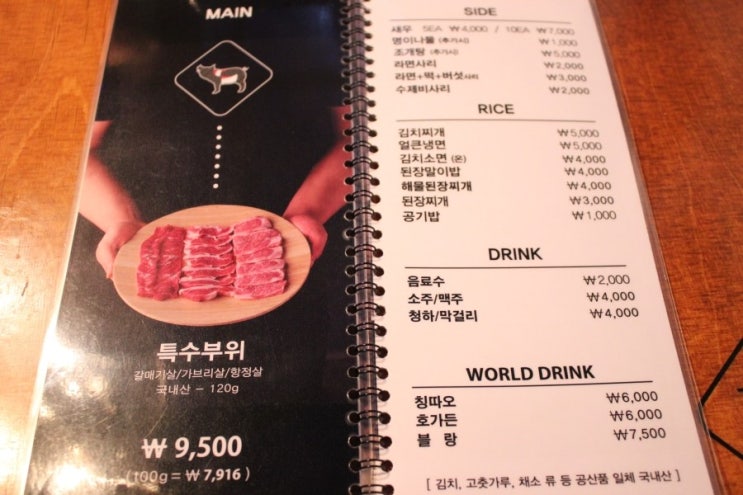 MAIN
특수부위
갈매기살/가브리살/항정살
국내산 - 120g
₩ 9,500
(100g = ₩ 7,916 )
SIDE
새우 5EA ₩4,000 / 10EA ₩7,000
명이나물 (추가시) ₩1,000
조개탕 (추가시) ₩5,000
라면사리 ₩2,000
라면+떡+버섯사리 ₩3,000
수제비사리 ₩2,000
RICE
김치찌개 ₩5,000
얼큰냉면 ₩5,000
김치소면 (온) ₩4,000
된장말이밥 ₩4,000
해물된장찌개 ₩4,000
된장찌개 ₩3,000
공기밥 ₩1,000
DRINK
음료수 ₩2,000
소주/맥주 ₩4,000
청하/막걸리 ₩4,000
WORLD DRINK
칭따오 ₩6,000
호가든 ₩6,000
블 랑 ₩7,500
[ 김치, 고춧가루, 채소 류 등 공산품 일체 국내산 ]